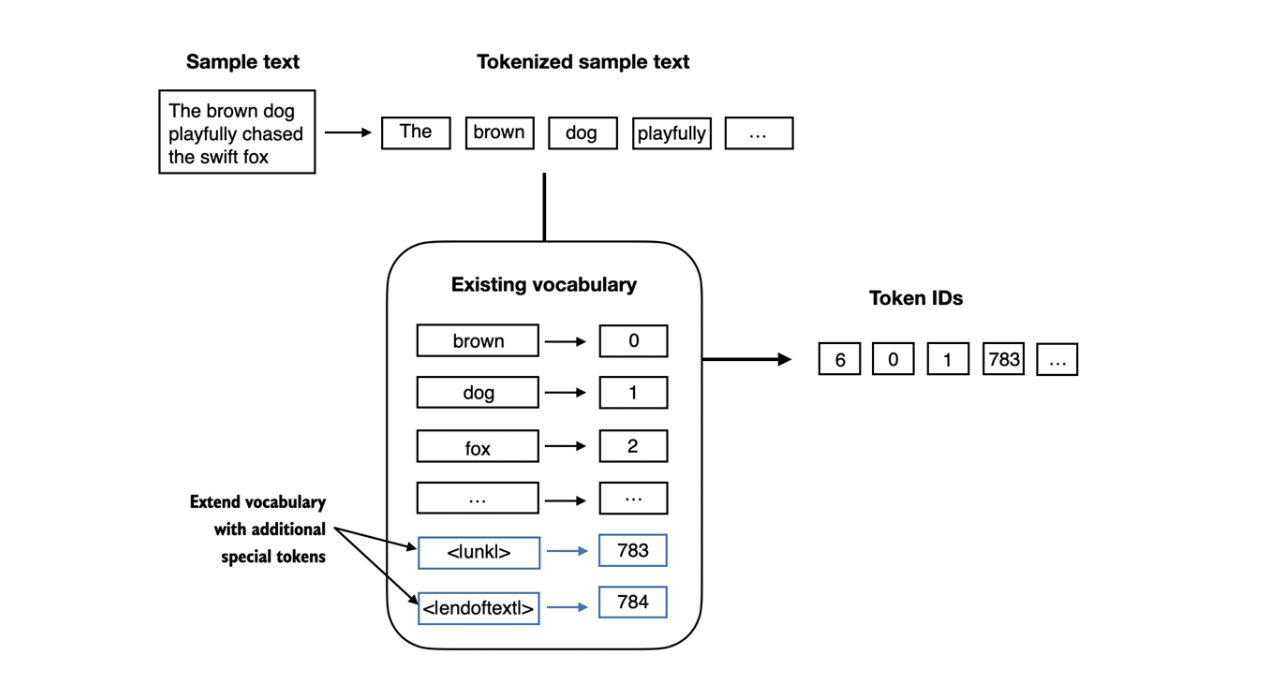 Sample text
Tokenized sample text
The brown dog
playfully chased
the swift fox
The
brown
dog
playfully
...
Existing vocabulary
brown
0
dog
1
fox
2
...
...
Extend vocabulary
with additional
special tokens
<|unk|>
783
<|endoftext|>
784
Token IDs
6
0
1
783
...